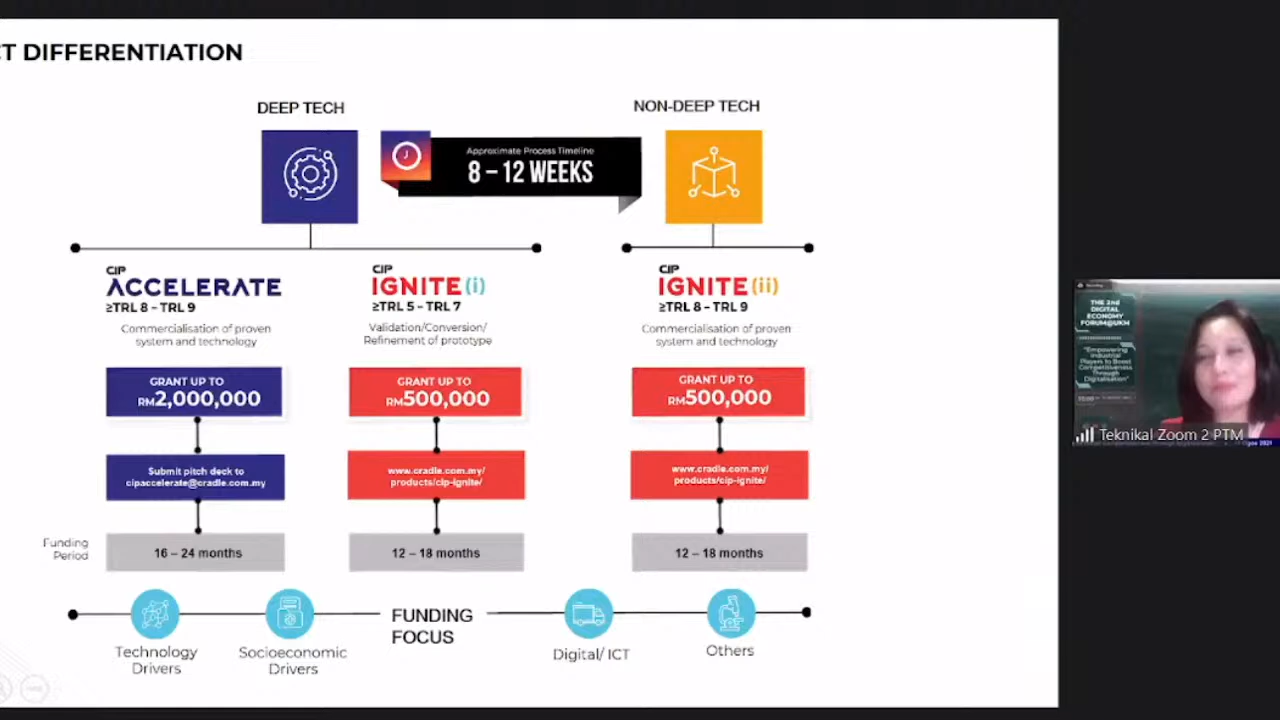 CT DIFFERENTIATION
DEEP TECH
NON-DEEP TECH
Approximate Process Timeline
8 – 12 WEEKS
CIP
ACCELERATE
≥TRL 8 – TRL 9
Commercialisation of proven
system and technology
GRANT UP TO
RM2,000,000
Submit pitch deck to
cipaccelerate@cradle.com.my
16 – 24 months
CIP
IGNITE (i)
≥TRL 5 – TRL 7
Validation/Conversion/
Refinement of prototype
GRANT UP TO
RM500,000
www.cradle.com.my/
products/cip-ignite/
12 – 18 months
CIP
IGNITE (ii)
≥TRL 8 – TRL 9
Commercialisation of proven
system and technology
GRANT UP TO
RM500,000
www.cradle.com.my/
products/cip-ignite/
12 – 18 months
Funding
Period
Technology
Drivers
Socioeconomic
Drivers
FUNDING
FOCUS
Digital/ ICT
Others
THE 2nd
DIGITAL
ECONOMY
FORUM@UKM
"Empowering
Industrial
Players to Boost
Competitiveness
Through
Digitalisation"
Teknikal Zoom 2 PTM